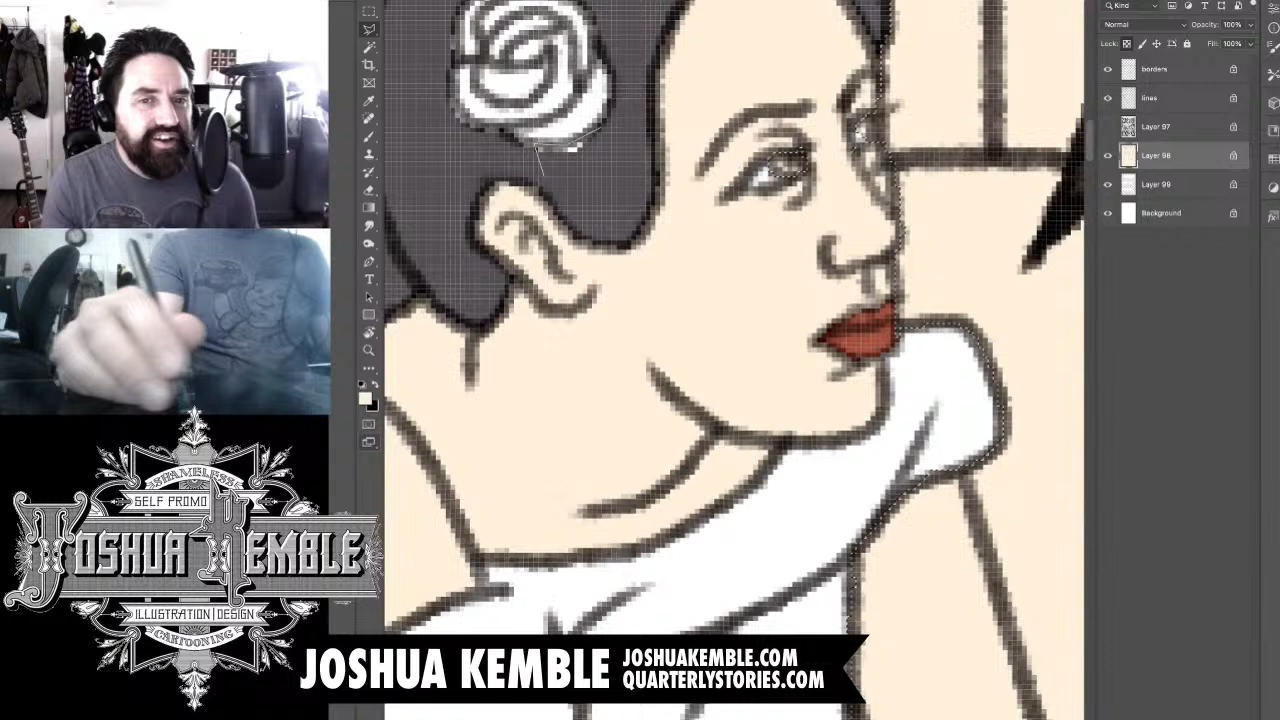 Kind
Normal
Opacity: 100%
Lock:
Fill: 100%
borders
lines
Layer 97
Layer 98
Layer 99
Background
SHAMELESS
SELF PROMO
JOSHUA KEMBLE
ILLUSTRATION | DESIGN
CARTOONING
JOSHUA KEMBLE
JOSHUAKEMBLE.COM
QUARTERLYSTORIES.COM